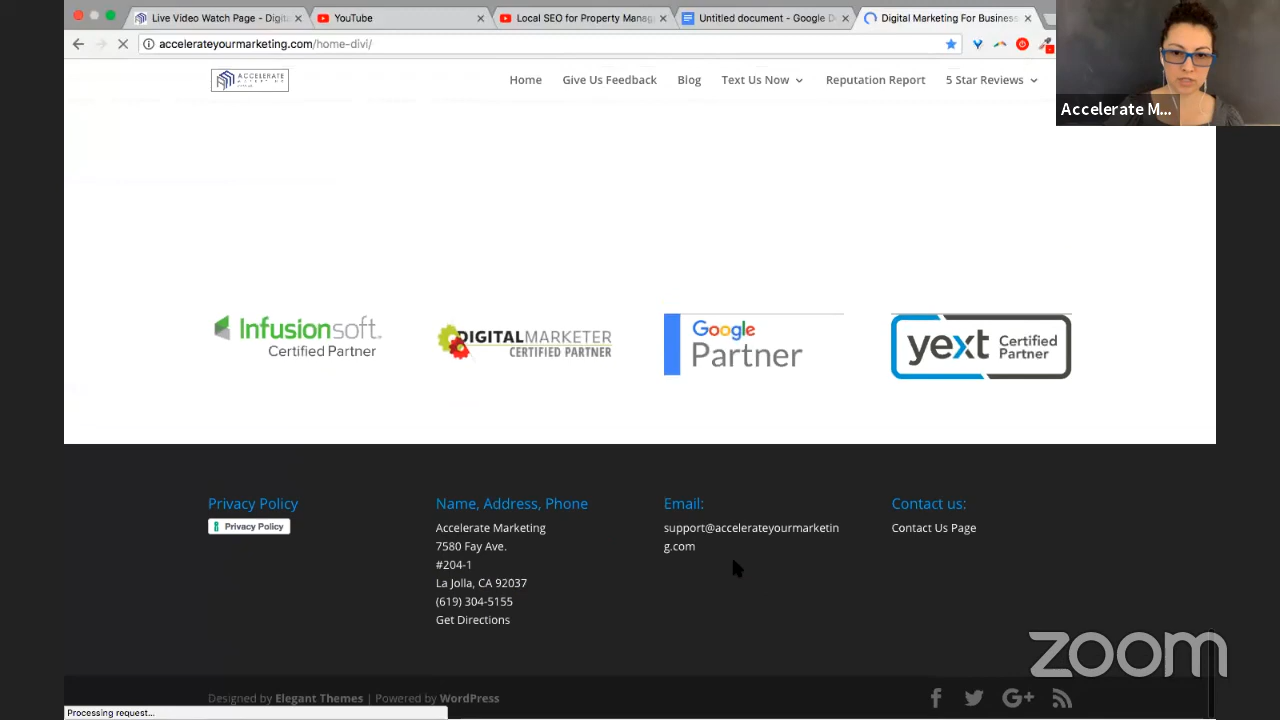 Live Video Watch Page - Digita
YouTube
Local SEO for Property Manag
Untitled document - Google D
Digital Marketing For Business
accelerateyourmarketing.com/home-divi/
ACCELERATE
Home
Give Us Feedback
Blog
Text Us Now
Reputation Report
5 Star Reviews
Accelerate M...
Infusionsoft.
Certified Partner
DIGITALMARKETER
CERTIFIED PARTNER
Google
Partner
yext Certified
Partner
Privacy Policy
Privacy Policy
Name, Address, Phone
Accelerate Marketing
7580 Fay Ave.
#204-1
La Jolla, CA 92037
(619) 304-5155
Get Directions
Email:
support@accelerateyourmarketin
g.com
Contact us:
Contact Us Page
zoom
Designed by Elegant Themes | Powered by WordPress
Processing request...